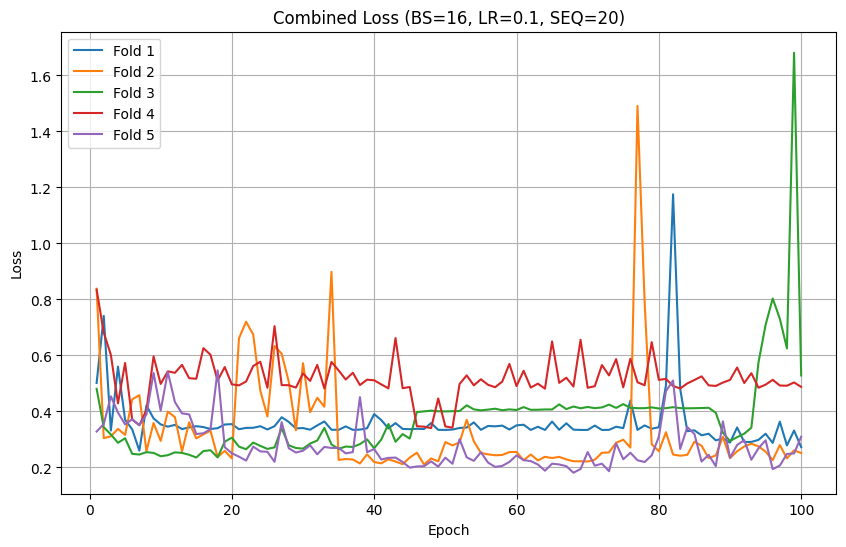 Combined Loss (BS=16, LR=0.1, SEQ=20)
Fold 1
Fold 2
Fold 3
Fold 4
Fold 5
Loss
1.6
1.4
1.2
1.0
0.8
0.6
0.4
0.2
0
20
40
60
80
100
Epoch